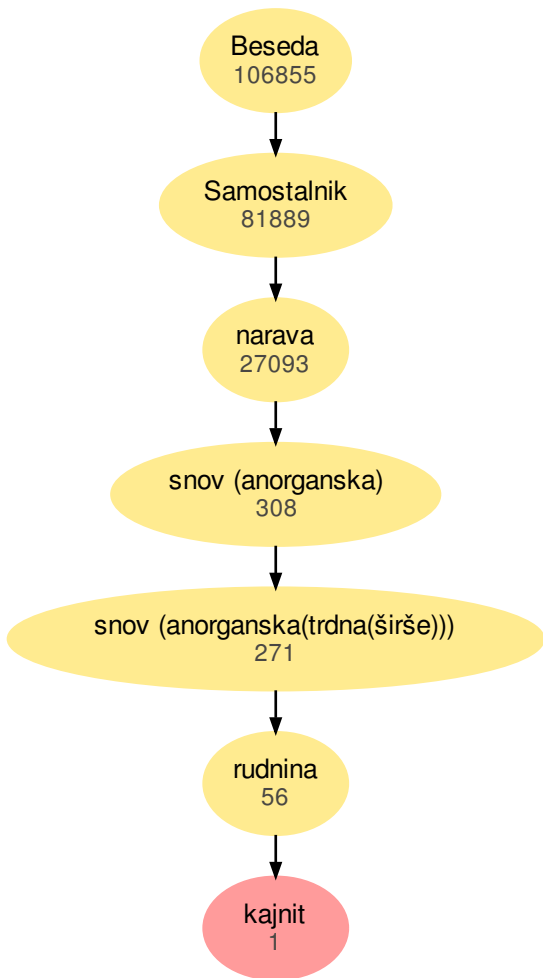 Beseda
106855
Samostalnik
81889
narava
27093
snov (anorganska)
308
snov (anorganska(trdna(širše)))
271
rudnina
56
kajnit
1